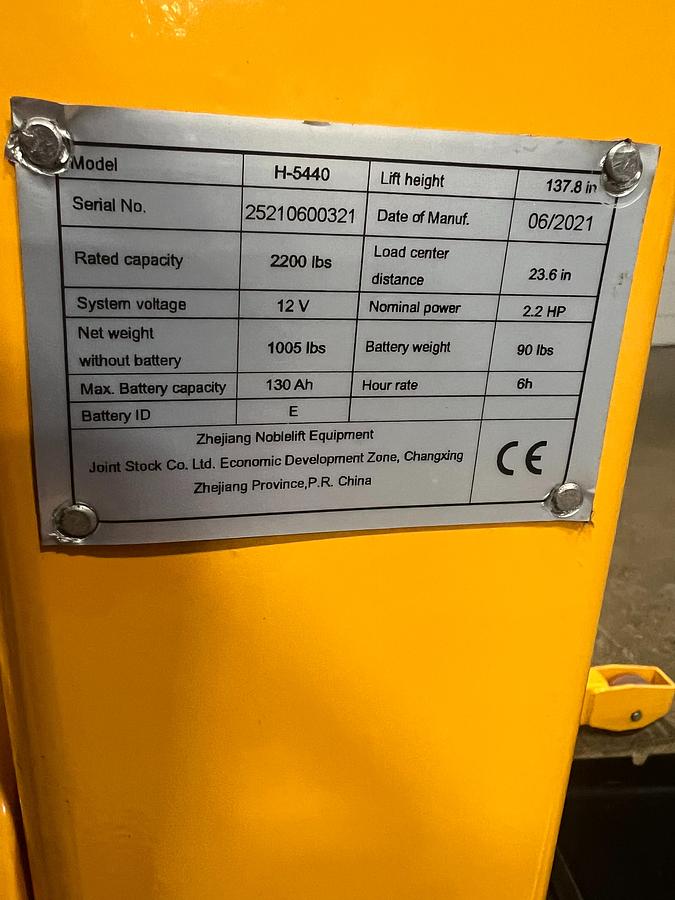 Model H-5440 Lift height 137.8 in
Serial No. 25210600321 Date of Manuf. 06/2021
Rated capacity 2200 lbs Load center distance 23.6 in
System voltage 12 V Nominal power 2.2 HP
Net weight without battery 1005 lbs Battery weight 90 lbs
Max. Battery capacity 130 Ah Hour rate 6h
Battery ID E
Zhejiang Noblelift Equipment
Joint Stock Co. Ltd. Economic Development Zone, Changxing
Zhejiang Province,P.R. China
CE